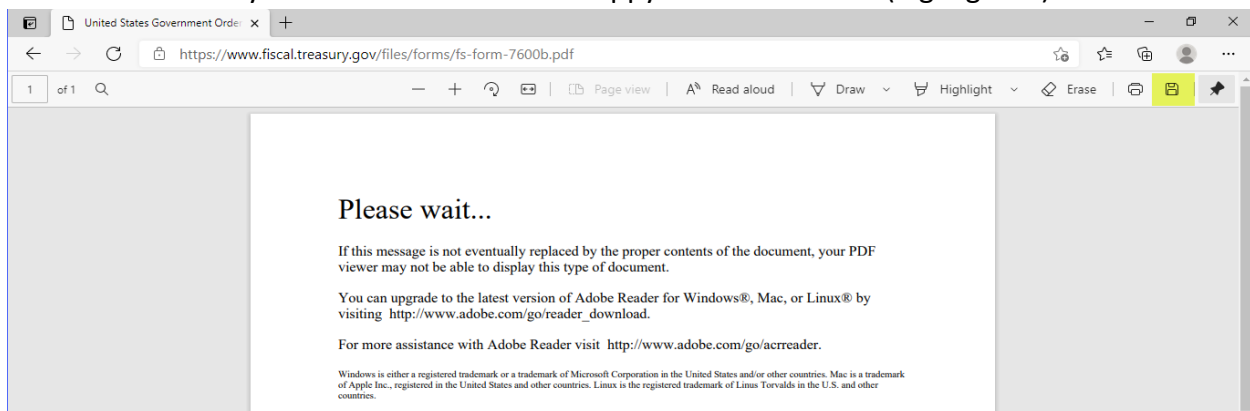 United States Government Order
https://www.fiscal.treasury.gov/files/forms/fs-form-7600b.pdf
1 of 1 Page view Read aloud Draw Highlight Erase
Please wait...
If this message is not eventually replaced by the proper contents of the document, your PDF
viewer may not be able to display this type of document.
You can upgrade to the latest version of Adobe Reader for Windows®, Mac, or Linux® by
visiting http://www.adobe.com/go/reader_download.
For more assistance with Adobe Reader visit http://www.adobe.com/go/acrreader.
Windows is either a registered trademark or a trademark of Microsoft Corporation in the United States and/or other countries. Mac is a trademark
of Apple Inc., registered in the United States and other countries. Linux is the registered trademark of Linus Torvalds in the U.S. and other
countries.